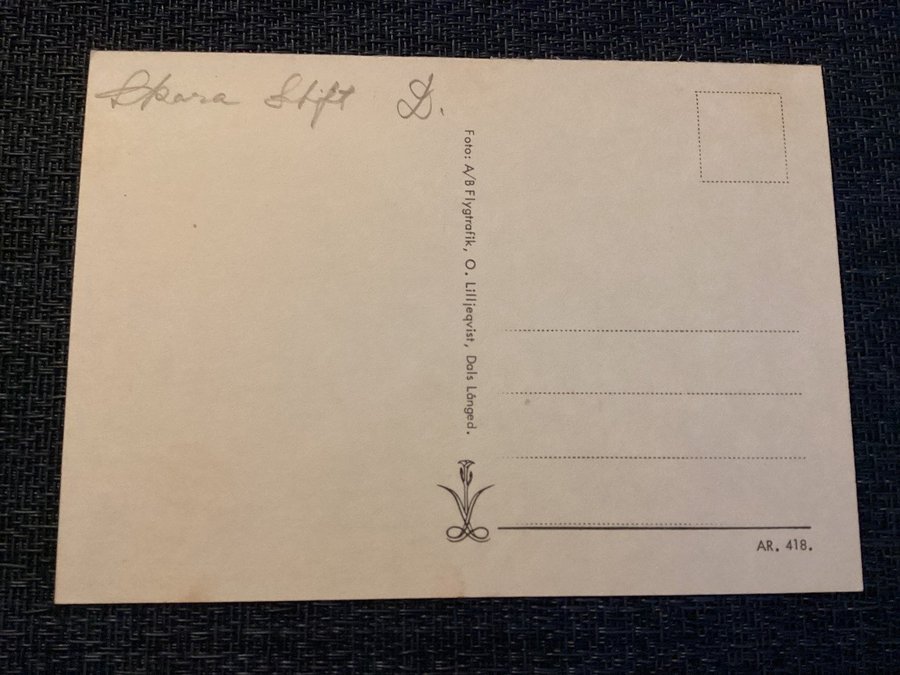 Skara Stift D.
Foto: A/B Flygtrafik, O. Lilljeqvist, Dals Långed.
AR. 418.